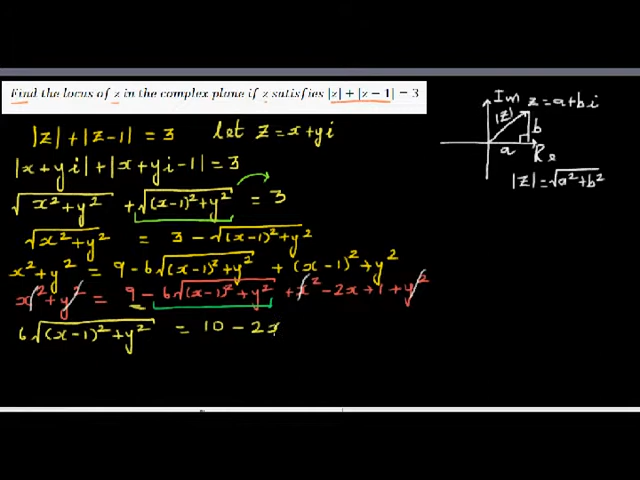 Find the locus of z in the complex plane if z satisfies |z| + |z − 1| = 3
|z| + |z-1| = 3   let z = x+yi
|x+yi| + |x+yi-1| = 3
√(x²+y²) + √((x-1)²+y²) = 3
√(x²+y²) = 3 - √((x-1)²+y²)
x²+y² = 9 - 6√((x-1)²+y²) + (x-1)²+y²
x²+y² = 9 - 6√((x-1)²+y²) + x² - 2x + 1 + y²
6√((x-1)²+y²) = 10 - 2x
Im z = a+bi
|z|
b
a
Re
|z| = √(a²+b²)